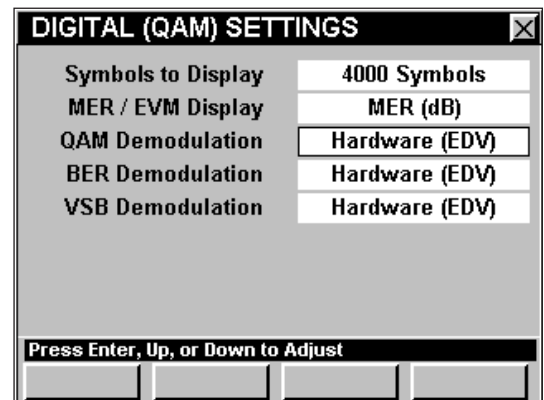 DIGITAL (QAM) SETTINGS
Symbols to Display 4000 Symbols
MER / EVM Display MER (dB)
QAM Demodulation Hardware (EDV)
BER Demodulation Hardware (EDV)
VSB Demodulation Hardware (EDV)
Press Enter, Up, or Down to Adjust